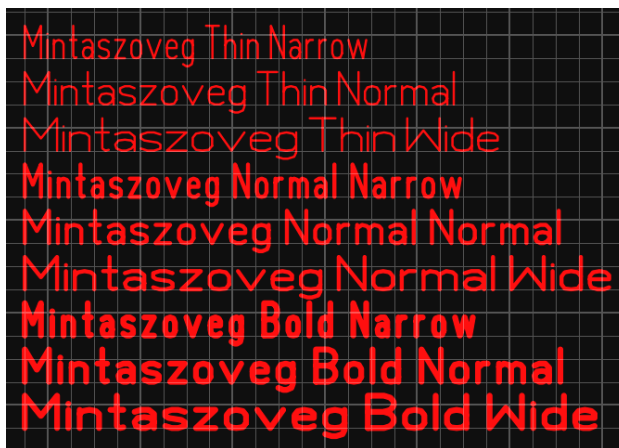 Mintaszoveg Thin Narrow
Mintaszoveg Thin Normal
Mintaszoveg Thin Wide
Mintaszoveg Normal Narrow
Mintaszoveg Normal Normal
Mintaszoveg Normal Wide
Mintaszoveg Bold Narrow
Mintaszoveg Bold Normal
Mintaszoveg Bold Wide